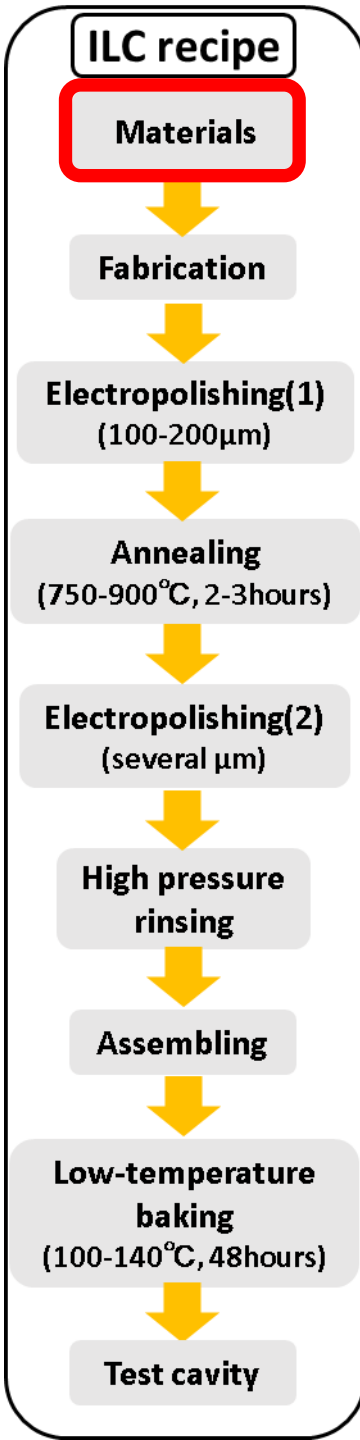 ILC recipe
Materials
Fabrication
Electropolishing(1)
(100-200μm)
Annealing
(750-900℃, 2-3hours)
Electropolishing(2)
(several μm)
High pressure
rinsing
Assembling
Low-temperature
baking
(100-140℃, 48hours)
Test cavity